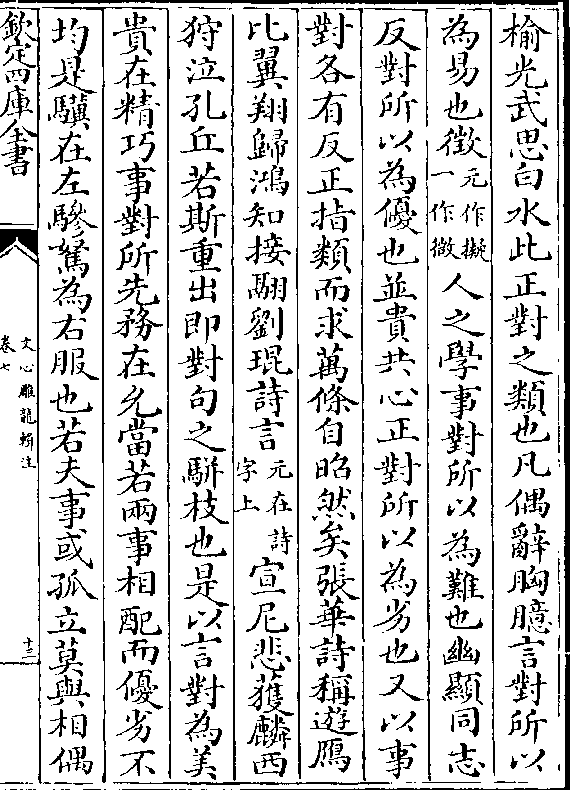 榆光武思白水此正對之類也凡偶辭胸臆言對所以
為易也徵元作擬一作微人之學事對所以為難也幽顯同志
反對所以為優也並貴共心正對所以為劣也又以事
對各有反正指類而求萬條自昭然矣張華詩稱遊鴈
比翼翔歸鴻知接翮劉琨詩言元在詩字上宣尼悲獲麟西
狩泣孔丘若斯重出即對句之駢枝也是以言對為美
貴在精巧事對所先務在允當若兩事相配而優劣不
均是驥在左驂駑為右服也若夫事或孤立莫與相偶
欽定四庫全書
文心雕龍輯注
卷七
十三